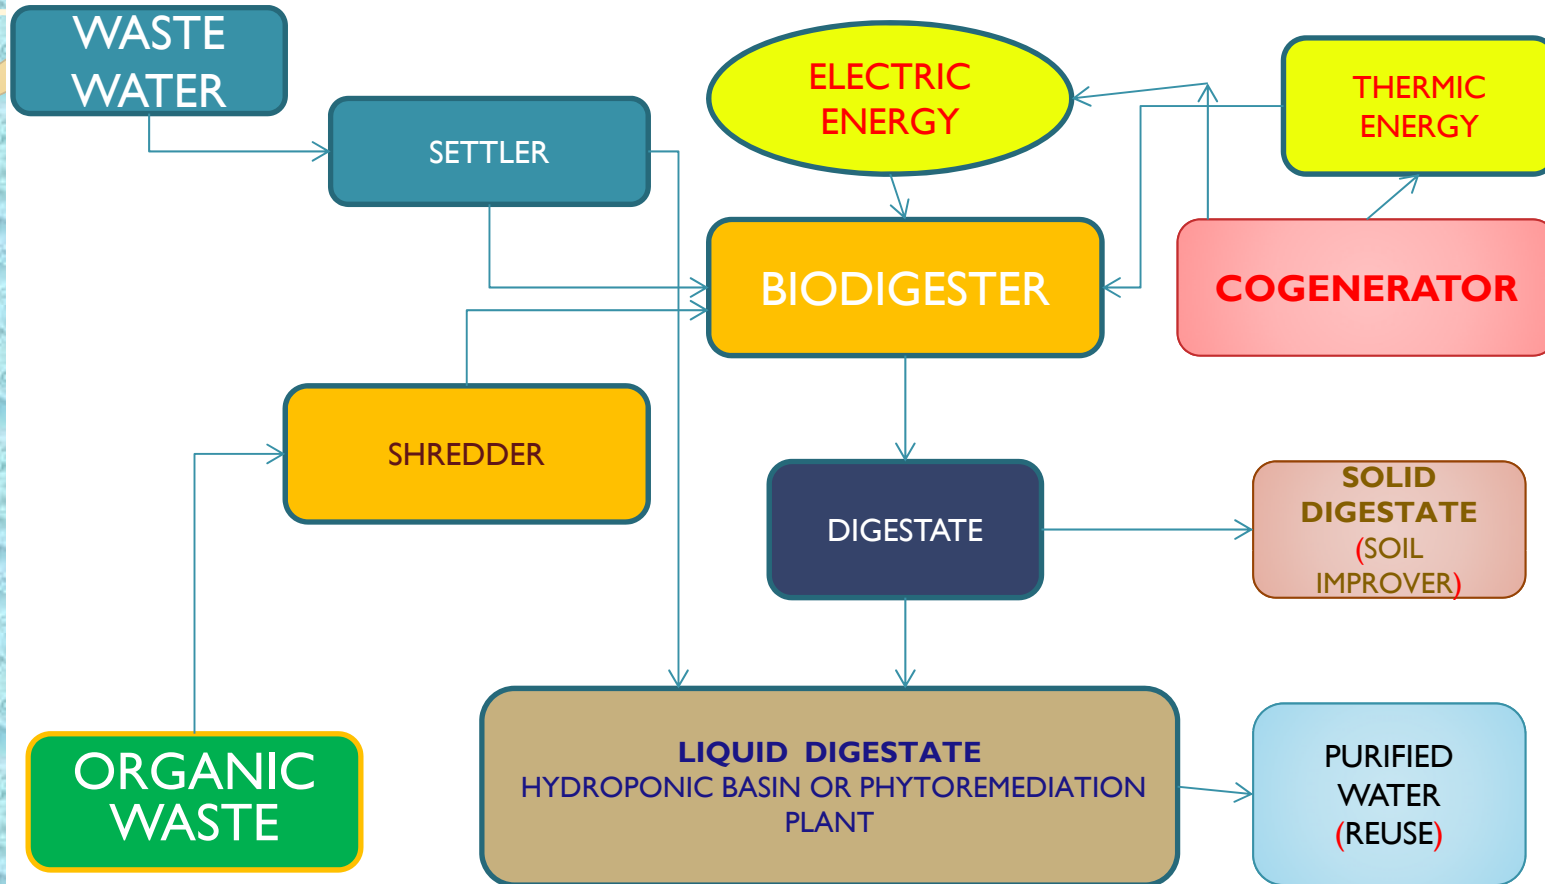 WASTE
WATER
ELECTRIC
ENERGY
THERMIC
ENERGY
SETTLER
BIODIGESTER
COGENERATOR
SHREDDER
DIGESTATE
SOLID
DIGESTATE
(SOIL
IMPROVER)
ORGANIC
WASTE
LIQUID DIGESTATE
HYDROPONIC BASIN OR PHYTOREMEDIATION
PLANT
PURIFIED
WATER
(REUSE)